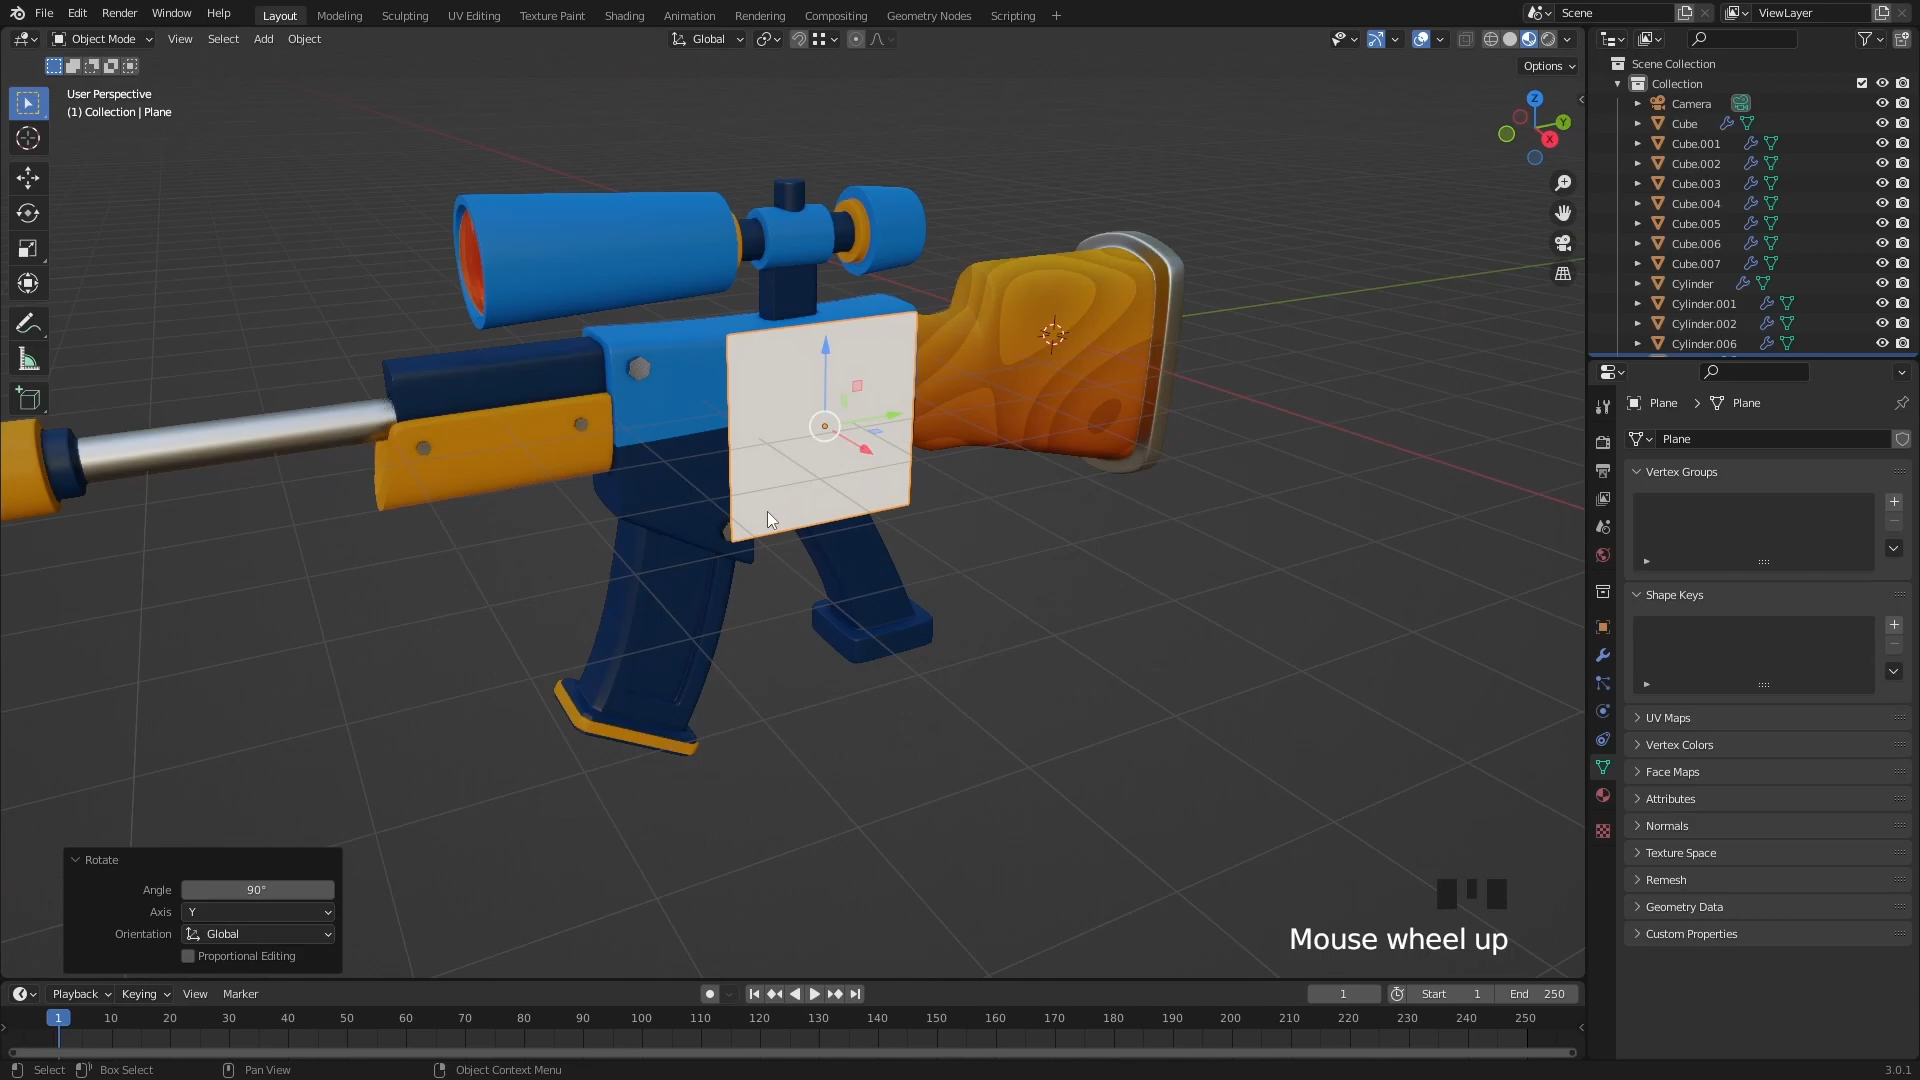 File Edit Render Window Help Layout Modeling Sculpting UV Editing Texture Paint Shading Animation Rendering Compositing Geometry Nodes Scripting + Scene ViewLayer
Object Mode View Select Add Object Global
Options
User Perspective
(1) Collection | Plane
Z
Y
X
Scene Collection
Collection
Camera
Cube
Cube.001
Cube.002
Cube.003
Cube.004
Cube.005
Cube.006
Cube.007
Cylinder
Cylinder.001
Cylinder.002
Cylinder.006
Plane > Plane
Plane
Vertex Groups
Shape Keys
UV Maps
Vertex Colors
Face Maps
Attributes
Normals
Texture Space
Remesh
Geometry Data
Custom Properties
Rotate
Angle 90°
Axis Y
Orientation Global
Proportional Editing
Mouse wheel up
Playback Keying View Marker 1 Start 1 End 250
1 10 20 30 40 50 60 70 80 90 100 110 120 130 140 150 160 170 180 190 200 210 220 230 240 250
Select Box Select Pan View Object Context Menu 3.0.1